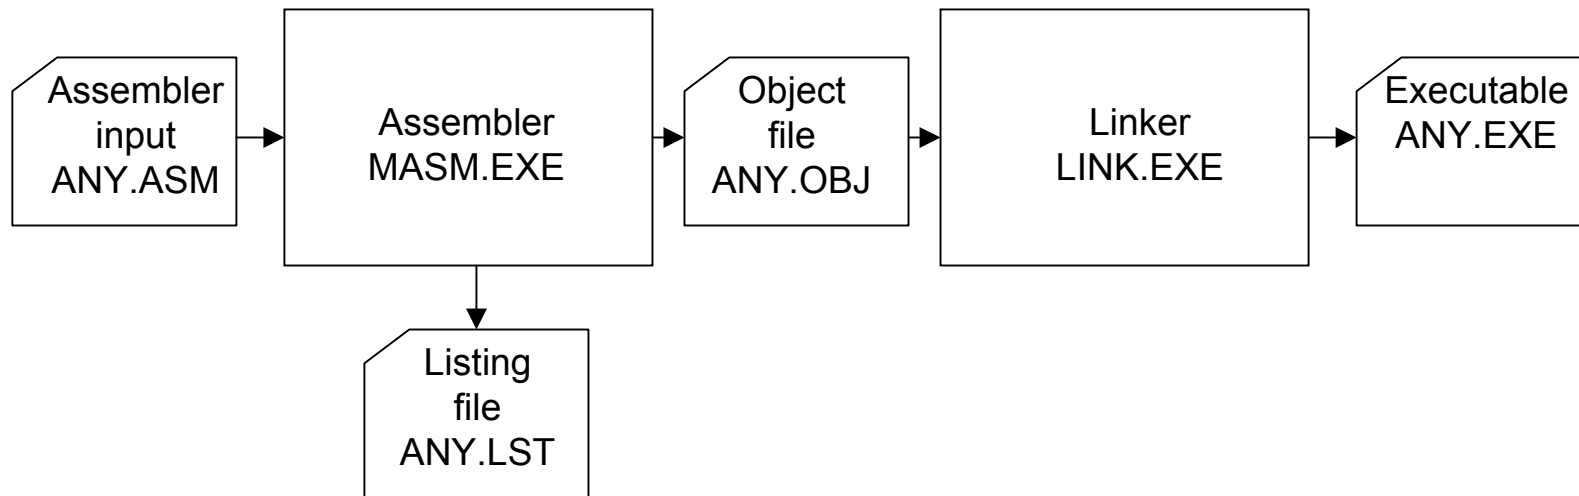 Assembler
input
ANY.ASM
Assembler
MASM.EXE
Object
file
ANY.OBJ
Linker
LINK.EXE
Executable
ANY.EXE
Listing
file
ANY.LST